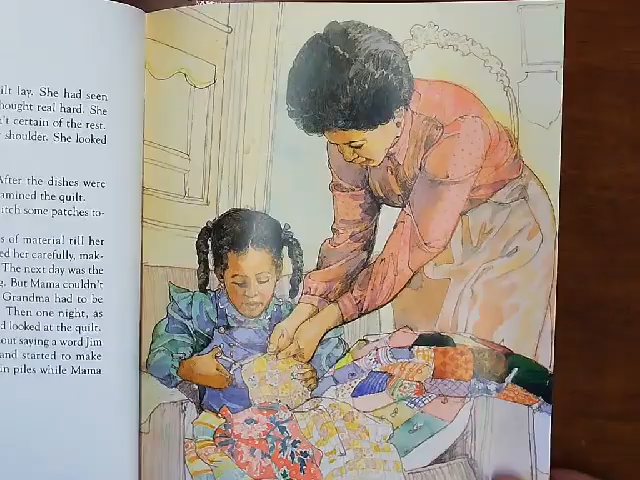 ilt lay. She had seen
hought real hard. She
't certain of the rest.
shoulder. She looked
After the dishes were
amined the quilt.
itch some patches to-
s of material till her
ed her carefully, mak-
The next day was the
g. But Mama couldn't
Grandma had to be
Then one night, as
d looked at the quilt.
out saying a word Jim
and started to make
in piles while Mama